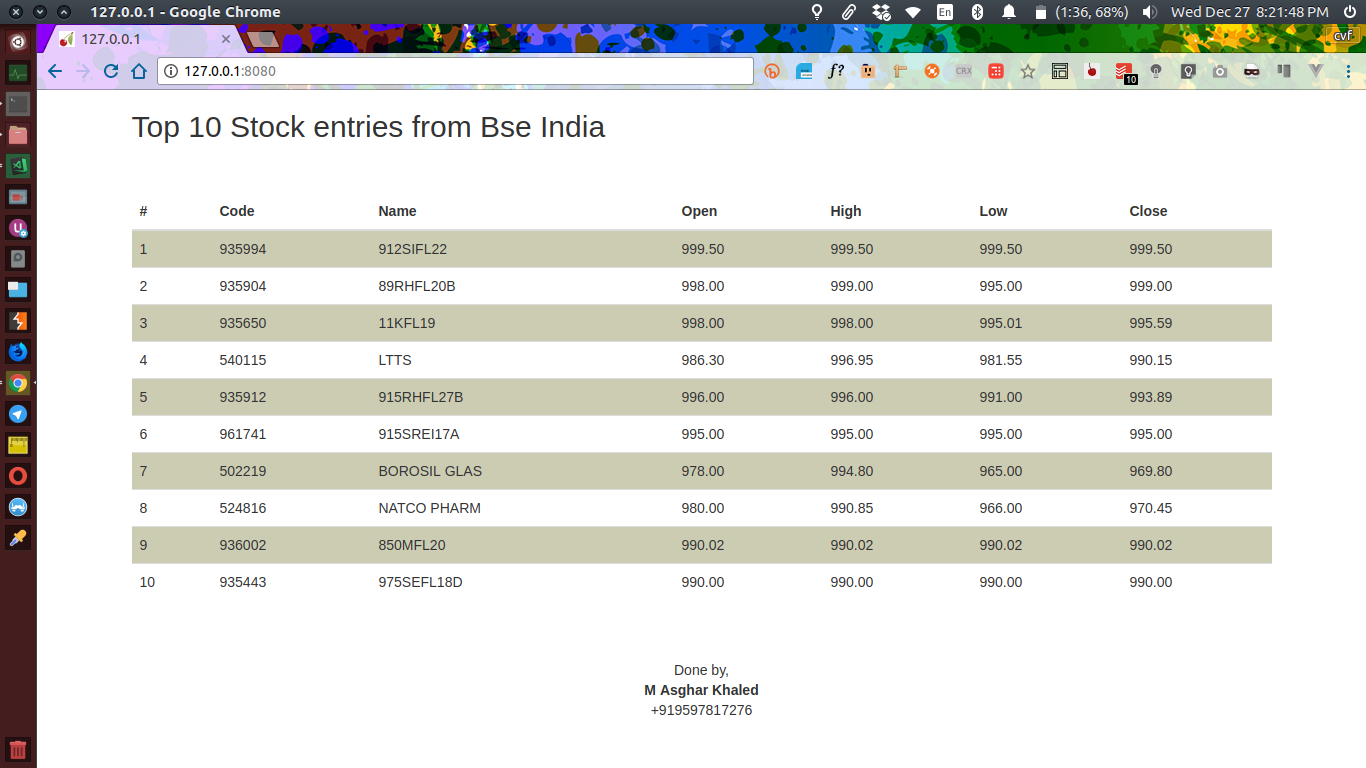 127.0.0.1 - Google Chrome
En
(1:36, 68%)
Wed Dec 27 8:21:48 PM
127.0.0.1
cvf
127.0.0.1:8080
f?
CRX
10
Top 10 Stock entries from Bse India
# Code Name Open High Low Close
1 935994 912SIFL22 999.50 999.50 999.50 999.50
2 935904 89RHFL20B 998.00 999.00 995.00 999.00
3 935650 11KFL19 998.00 998.00 995.01 995.59
4 540115 LTTS 986.30 996.95 981.55 990.15
5 935912 915RHFL27B 996.00 996.00 991.00 993.89
6 961741 915SREI17A 995.00 995.00 995.00 995.00
7 502219 BOROSIL GLAS 978.00 994.80 965.00 969.80
8 524816 NATCO PHARM 980.00 990.85 966.00 970.45
9 936002 850MFL20 990.02 990.02 990.02 990.02
10 935443 975SEFL18D 990.00 990.00 990.00 990.00
Done by,
M Asghar Khaled
+919597817276